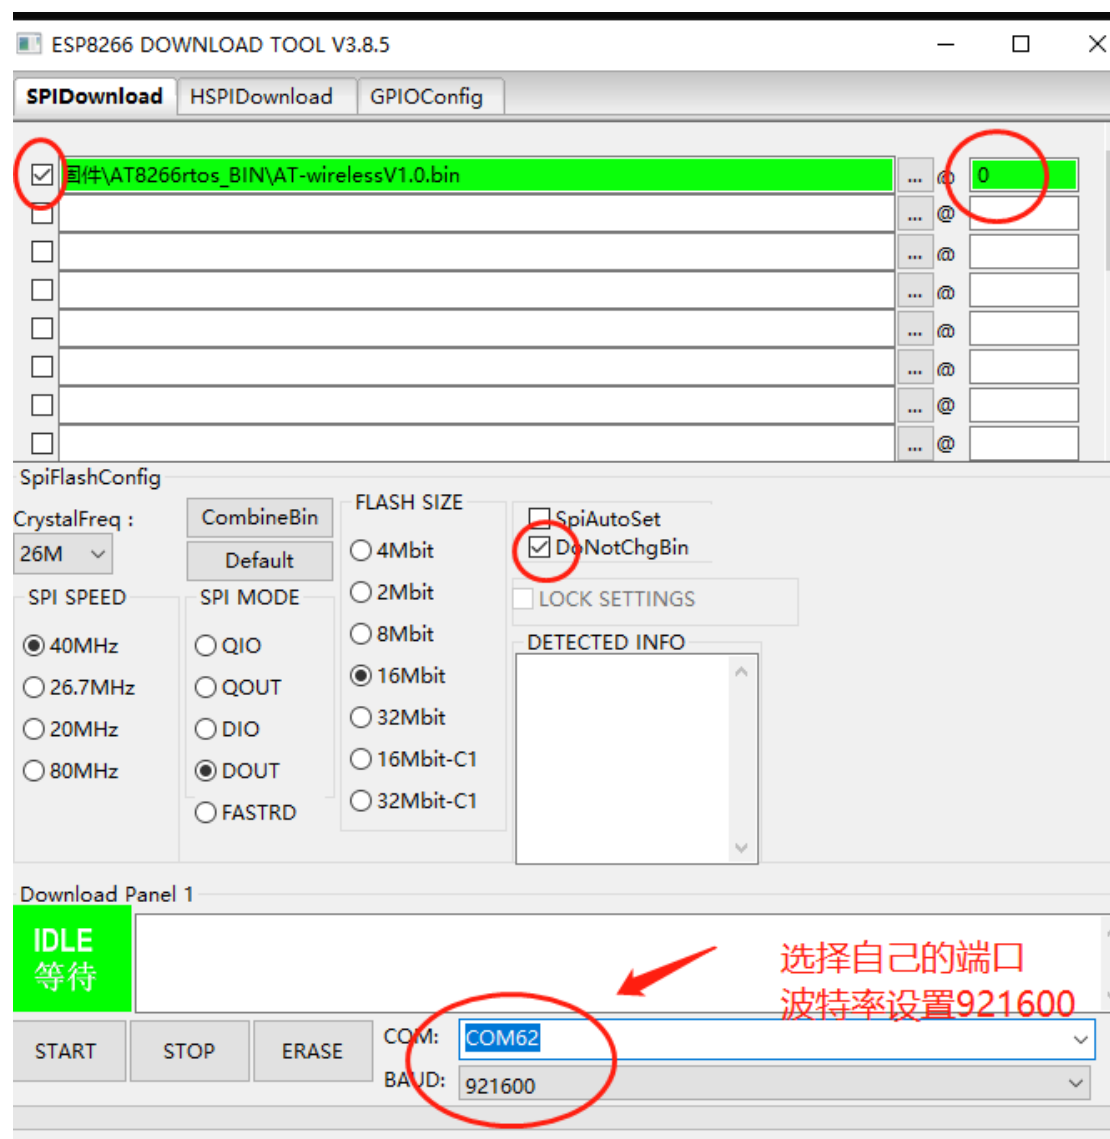 ESP8266 DOWNLOAD TOOL V3.8.5
SPIDownload HSPIDownload GPIOConfig
固件\AT8266rtos_BIN\AT-wirelessV1.0.bin ... @ 0
... @
... @
... @
... @
... @
... @
... @
SpiFlashConfig
CrystalFreq :
26M
CombineBin
Default
SPI SPEED
40MHz
26.7MHz
20MHz
80MHz
SPI MODE
QIO
QOUT
DIO
DOUT
FASTRD
FLASH SIZE
4Mbit
2Mbit
8Mbit
16Mbit
32Mbit
16Mbit-C1
32Mbit-C1
SpiAutoSet
DoNotChgBin
LOCK SETTINGS
DETECTED INFO
Download Panel 1
IDLE
等待
选择自己的端口
波特率设置921600
START STOP ERASE
COM: COM62
BAUD: 921600